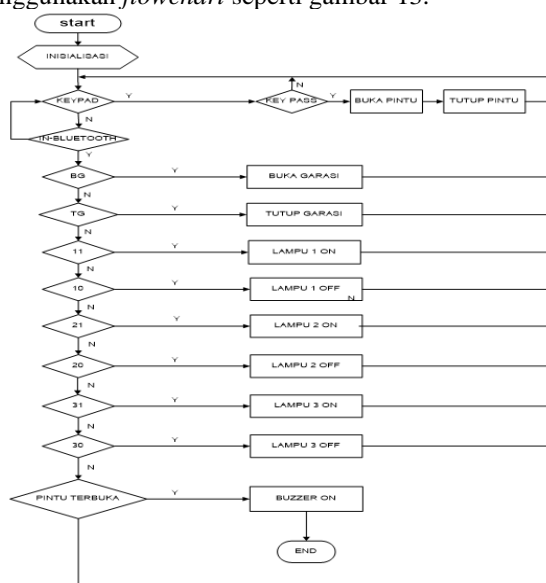 nggunakan flowchart seperti gambar 13.
start
INISIALISASI
KEYPAD
Y
KEY PASS
N
Y
BUKA PINTU
TUTUP PINTU
N
IN-BLUETOOTH
Y
BG
Y
BUKA GARASI
N
TG
Y
TUTUP GARASI
N
11
Y
LAMPU 1 ON
N
10
Y
LAMPU 1 OFF
N
N
21
Y
LAMPU 2 ON
N
20
Y
LAMPU 2 OFF
N
31
Y
LAMPU 3 ON
N
30
Y
LAMPU 3 OFF
N
PINTU TERBUKA
Y
BUZZER ON
END